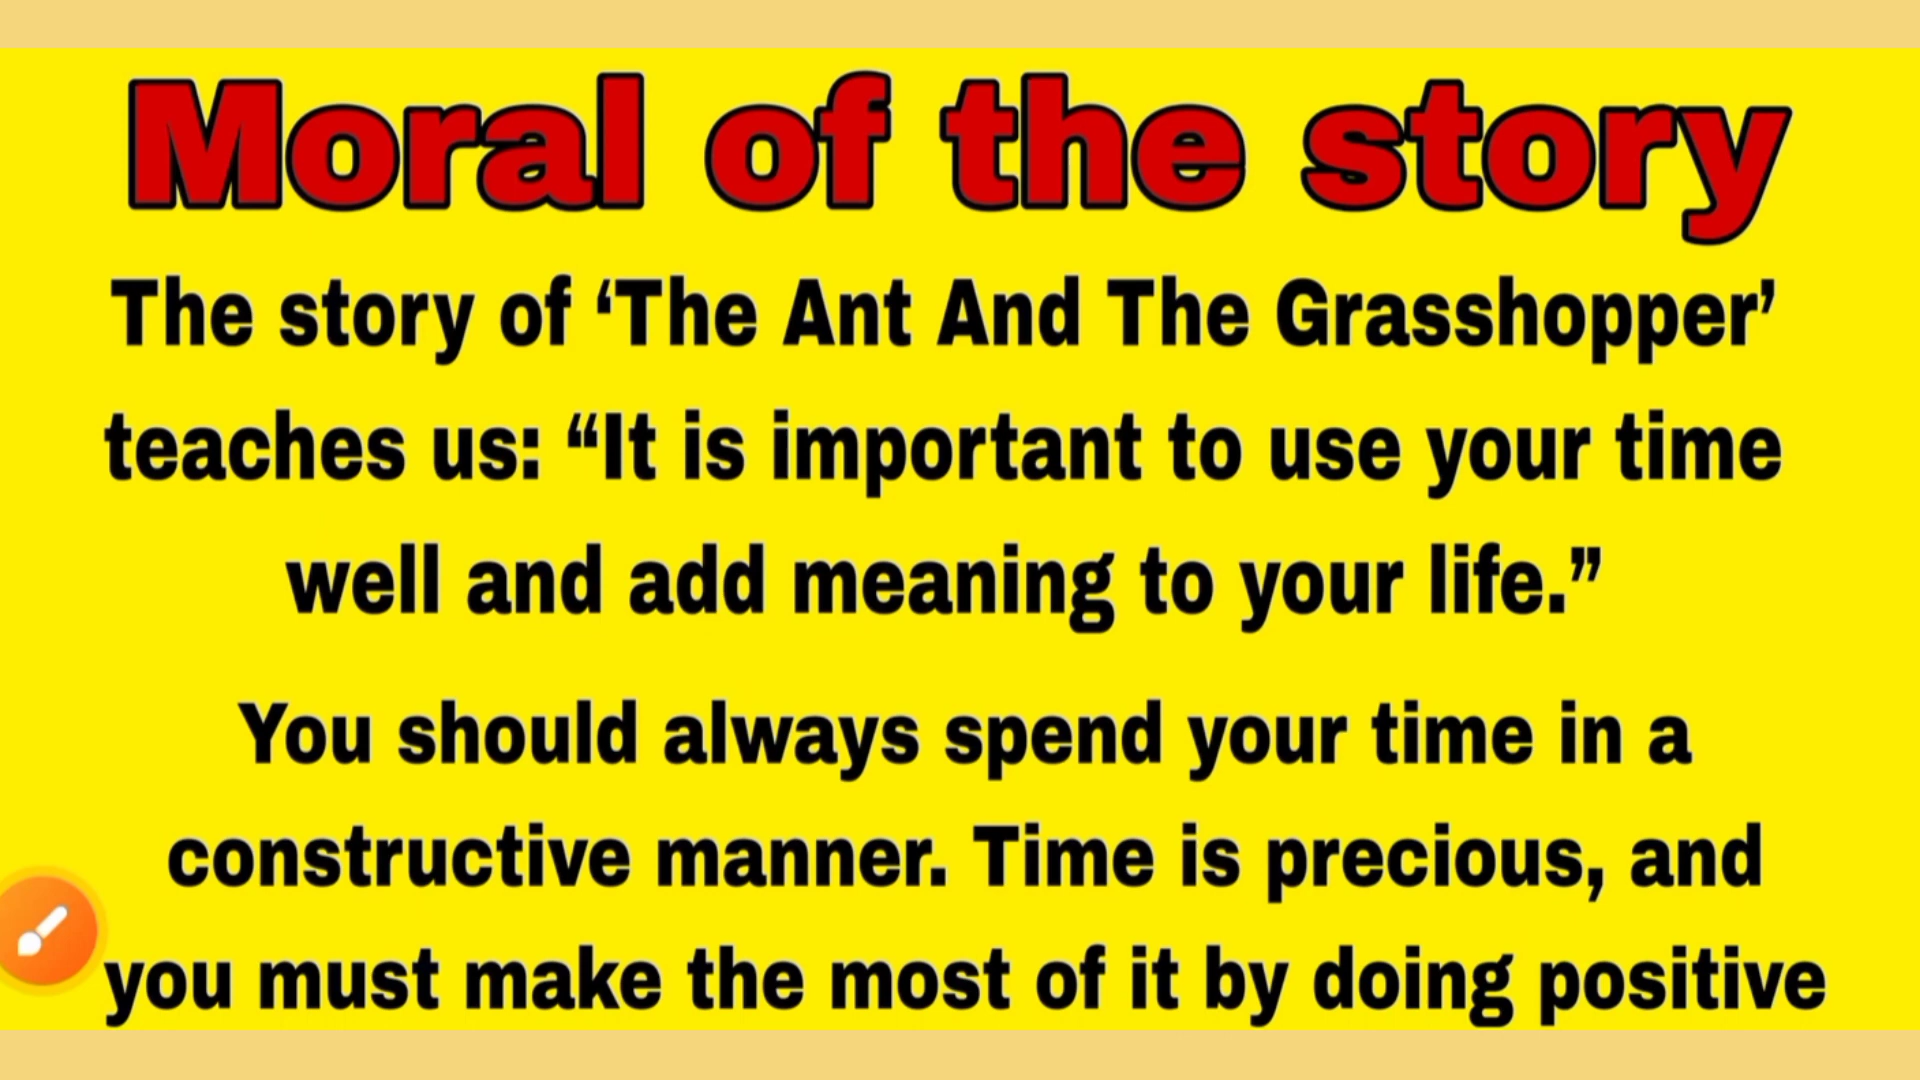 Moral of the story
The story of ‘The Ant And The Grasshopper’
teaches us: “It is important to use your time
well and add meaning to your life.”
You should always spend your time in a
constructive manner. Time is precious, and
you must make the most of it by doing positive